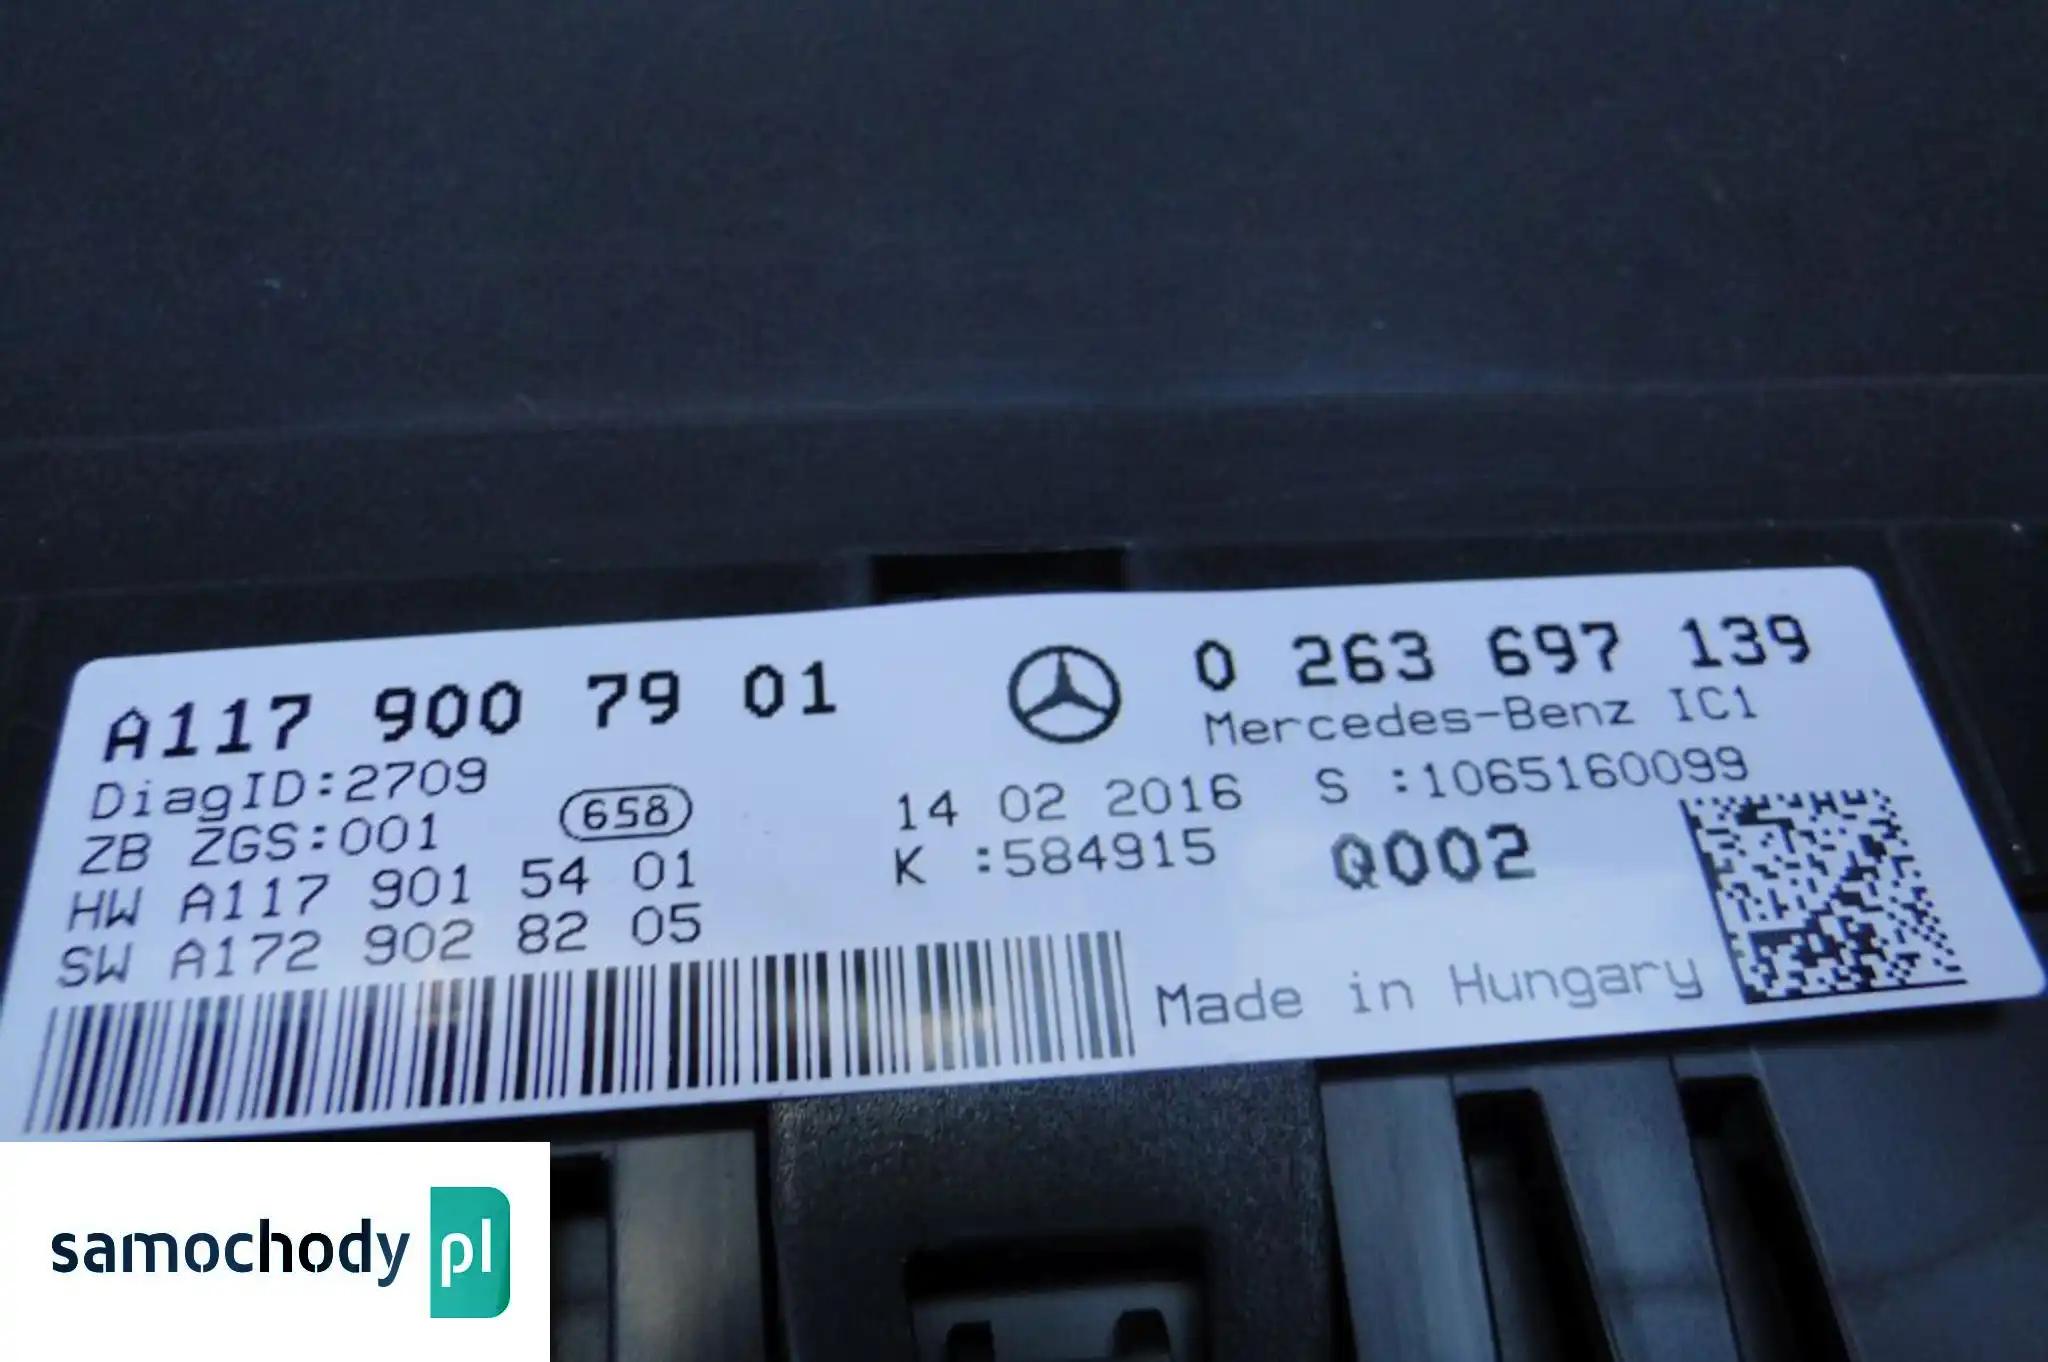 A117 900 79 01
DiagID:2709
ZB ZGS:001
658
HW A117 901 54 01
SW A172 902 82 05
0 263 697 139
Mercedes-Benz IC1
14 02 2016 S :1065160099
K :584915
Q002
Made in Hungary
samochody pl